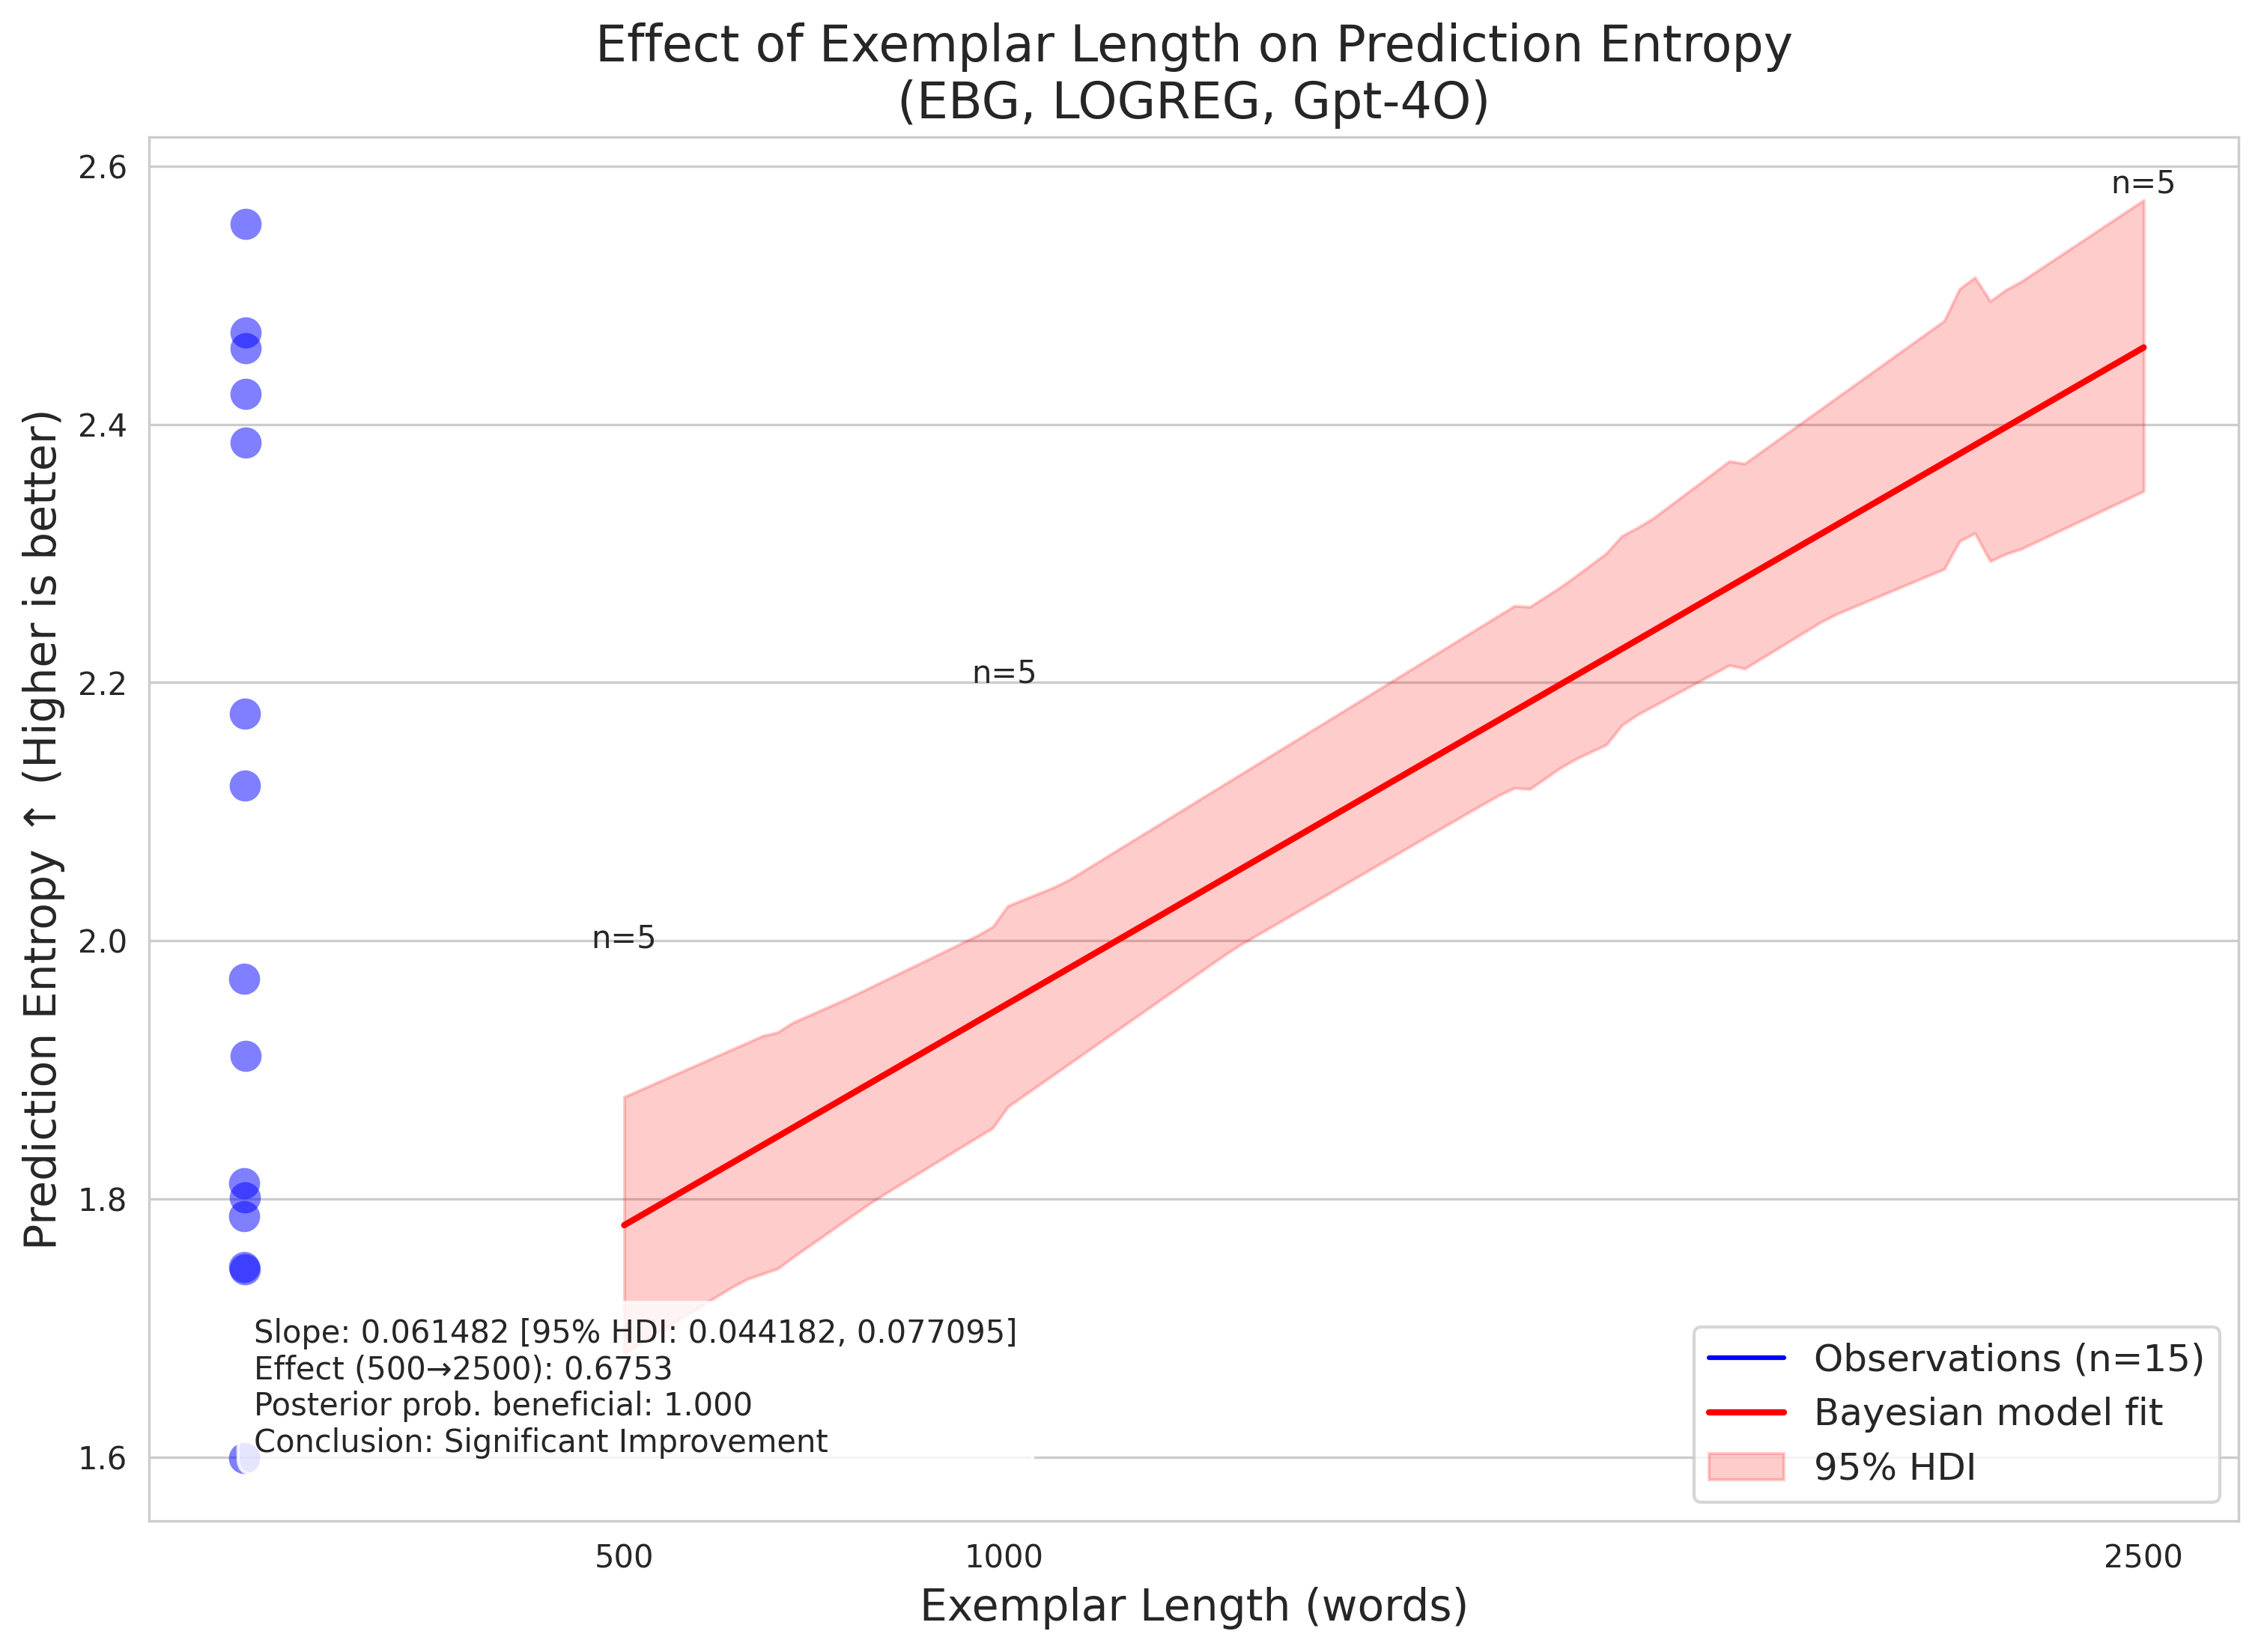 Effect of Exemplar Length on Prediction Entropy
(EBG, LOGREG, Gpt-4O)
Prediction Entropy ↑ (Higher is better)
2.6
2.4
2.2
2.0
1.8
1.6
n=5
n=5
n=5
Slope: 0.061482 [95% HDI: 0.044182, 0.077095]
Effect (500→2500): 0.6753
Posterior prob. beneficial: 1.000
Conclusion: Significant Improvement
Observations (n=15)
Bayesian model fit
95% HDI
500
1000
2500
Exemplar Length (words)